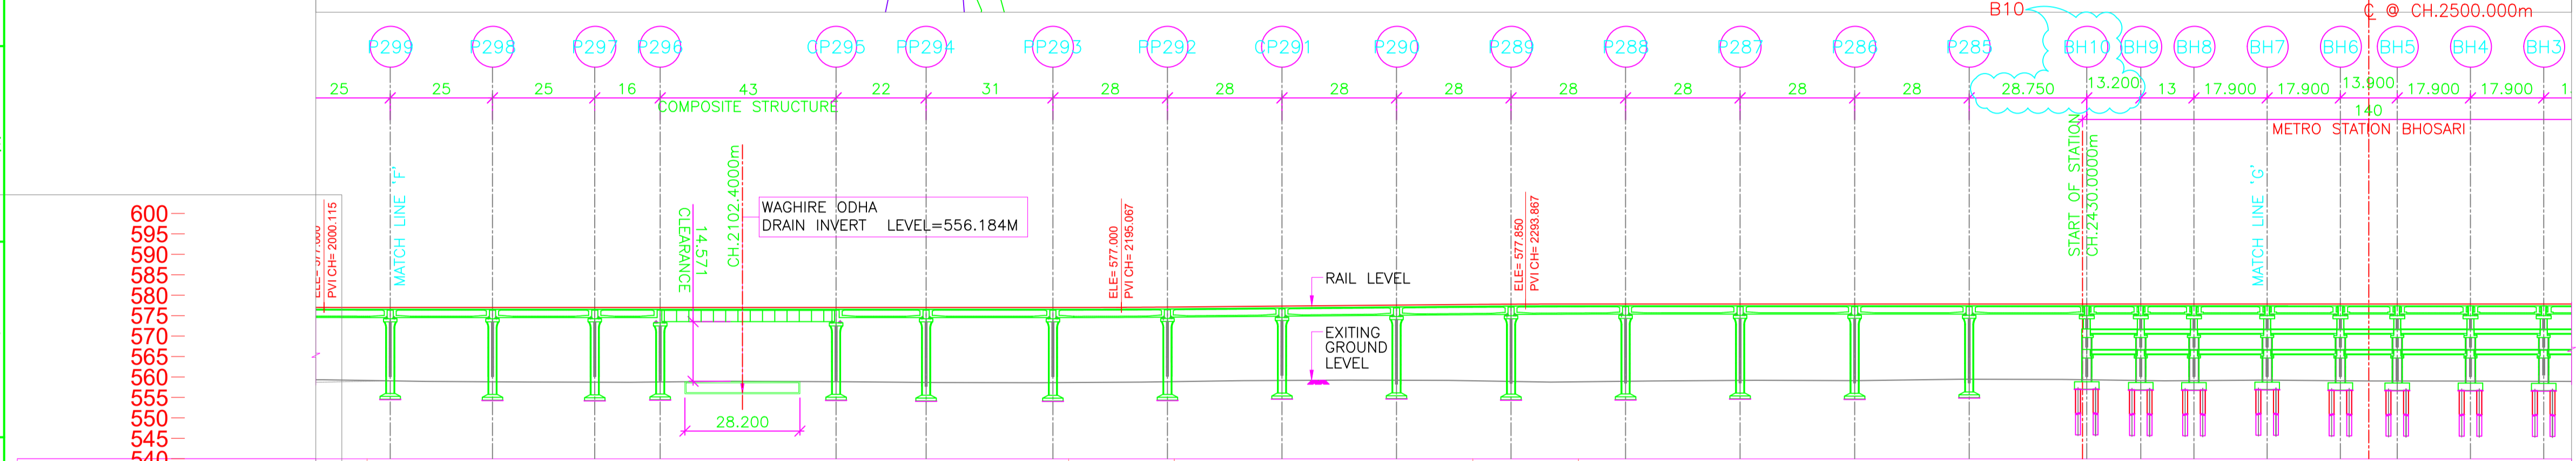 B10
℄ @ CH.2500.000m
P299 P298 P297 P296 CP295 PP294 PP293 PP292 CP291 P290 P289 P288 P287 P286 P285 BH10 BH9 BH8 BH7 BH6 BH5 BH4 BH3
25 25 25 16 43 22 31 28 28 28 28 28 28 28 28 28.750 13.200 13 17.900 17.900 13.900 17.900 17.900
COMPOSITE STRUCTURE
140
METRO STATION BHOSARI
START OF STATION
CH.2430.0000m
MATCH LINE 'F'
MATCH LINE 'G'
CLEARANCE
14.571
CH.2102.4000m
WAGHIRE ODHA
DRAIN INVERT LEVEL=556.184M
PVI CH= 2000.115
ELE= 577.000
PVI CH= 2195.067
ELE= 577.850
PVI CH= 2293.867
RAIL LEVEL
EXITING
GROUND
LEVEL
28.200
600
595
590
585
580
575
570
565
560
555
550
545
540